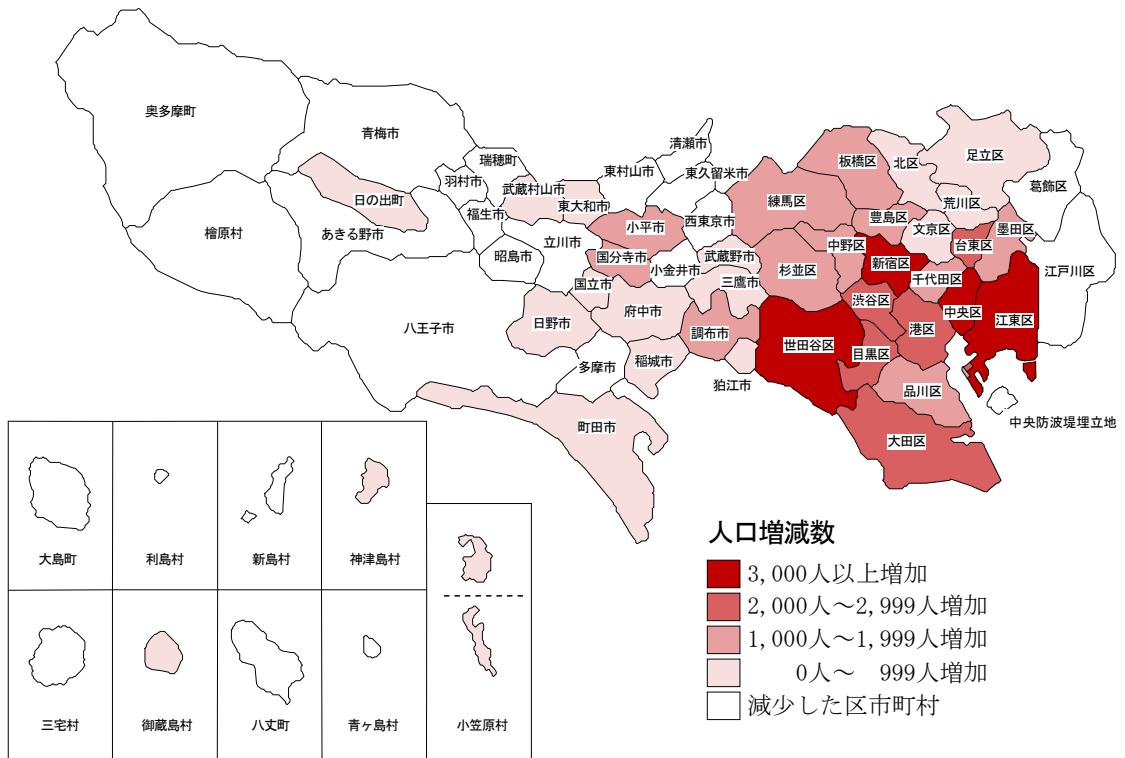 奥多摩町
青梅市
瑞穂町
羽村市
日の出町
福生市
檜原村
あきる野市
昭島市
武蔵村山市
東大和市
立川市
東村山市
清瀬市
東久留米市
小平市
国分寺市
小金井市
西東京市
武蔵野市
三鷹市
国立市
府中市
日野市
八王子市
調布市
稲城市
多摩市
狛江市
町田市
板橋区
北区
足立区
葛飾区
荒川区
練馬区
豊島区
文京区
台東区
墨田区
中野区
新宿区
千代田区
江戸川区
杉並区
渋谷区
中央区
江東区
港区
世田谷区
目黒区
品川区
大田区
中央防波堤埋立地
大島町
利島村
新島村
神津島村
三宅村
御蔵島村
八丈町
青ヶ島村
小笠原村
人口増減数
3,000人以上増加
2,000人～2,999人増加
1,000人～1,999人増加
0人～ 999人増加
減少した区市町村